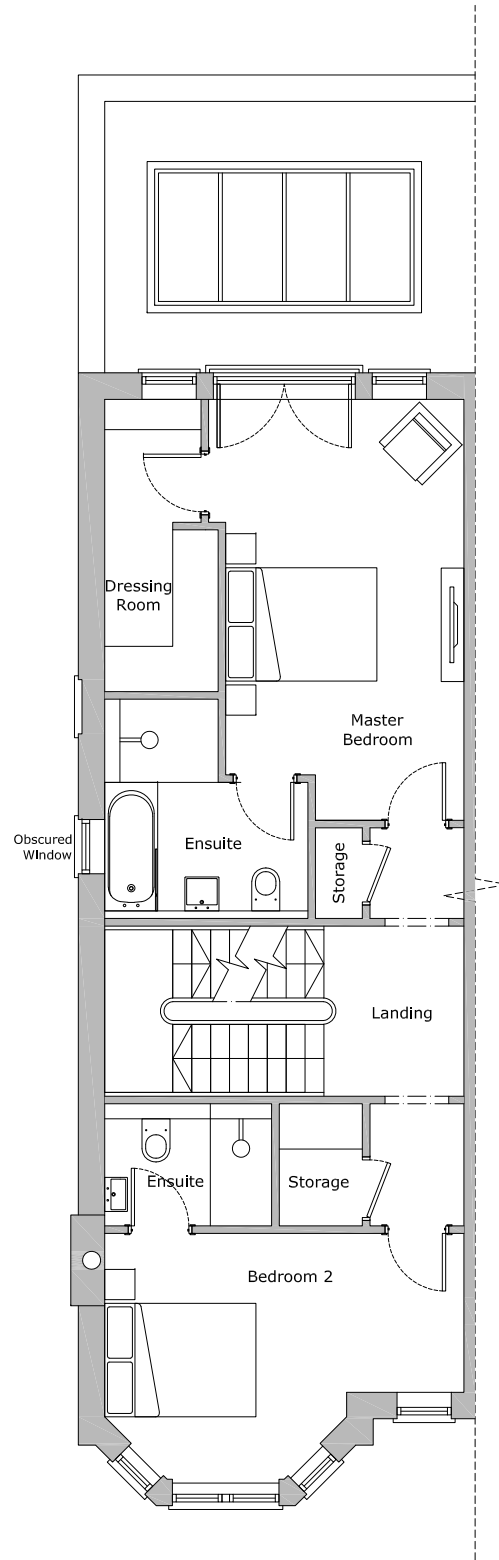 Dressing
Room
Master
Bedroom
Obscured
Window
Ensuite
Storage
Landing
Ensuite
Storage
Bedroom 2